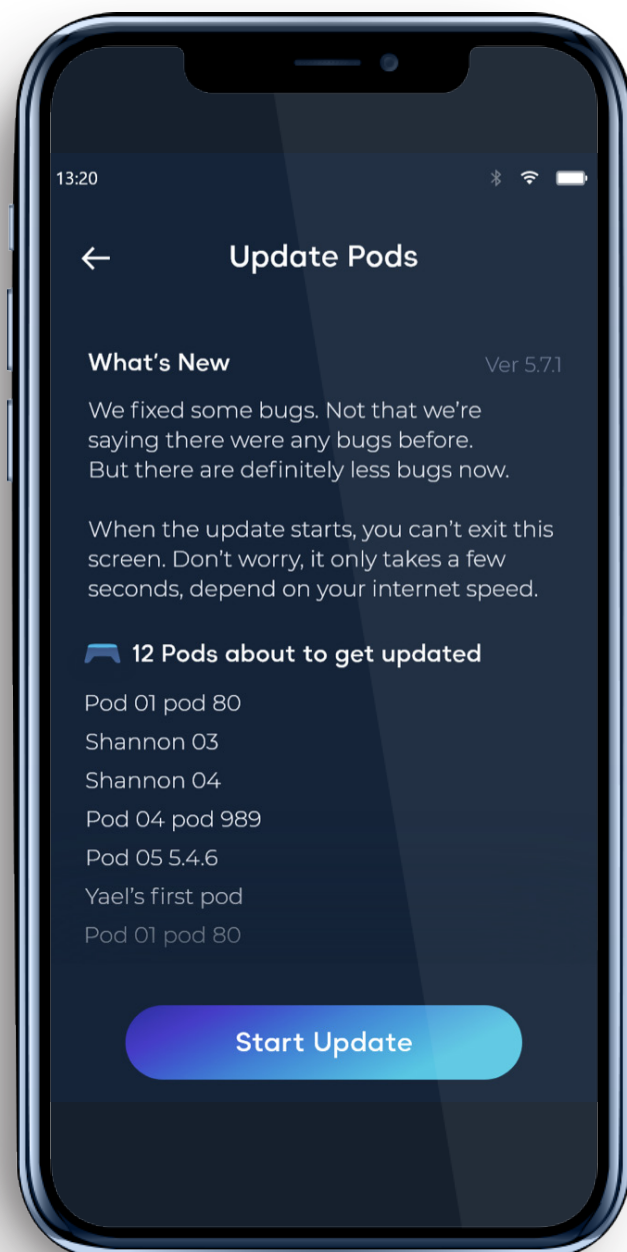 13:20
Update Pods
What's New
Ver 5.7.1
We fixed some bugs. Not that we're
saying there were any bugs before.
But there are definitely less bugs now.
When the update starts, you can't exit this
screen. Don't worry, it only takes a few
seconds, depend on your internet speed.
12 Pods about to get updated
Pod 01 pod 80
Shannon 03
Shannon 04
Pod 04 pod 989
Pod 05 5.4.6
Yael's first pod
Pod 01 pod 80
Start Update